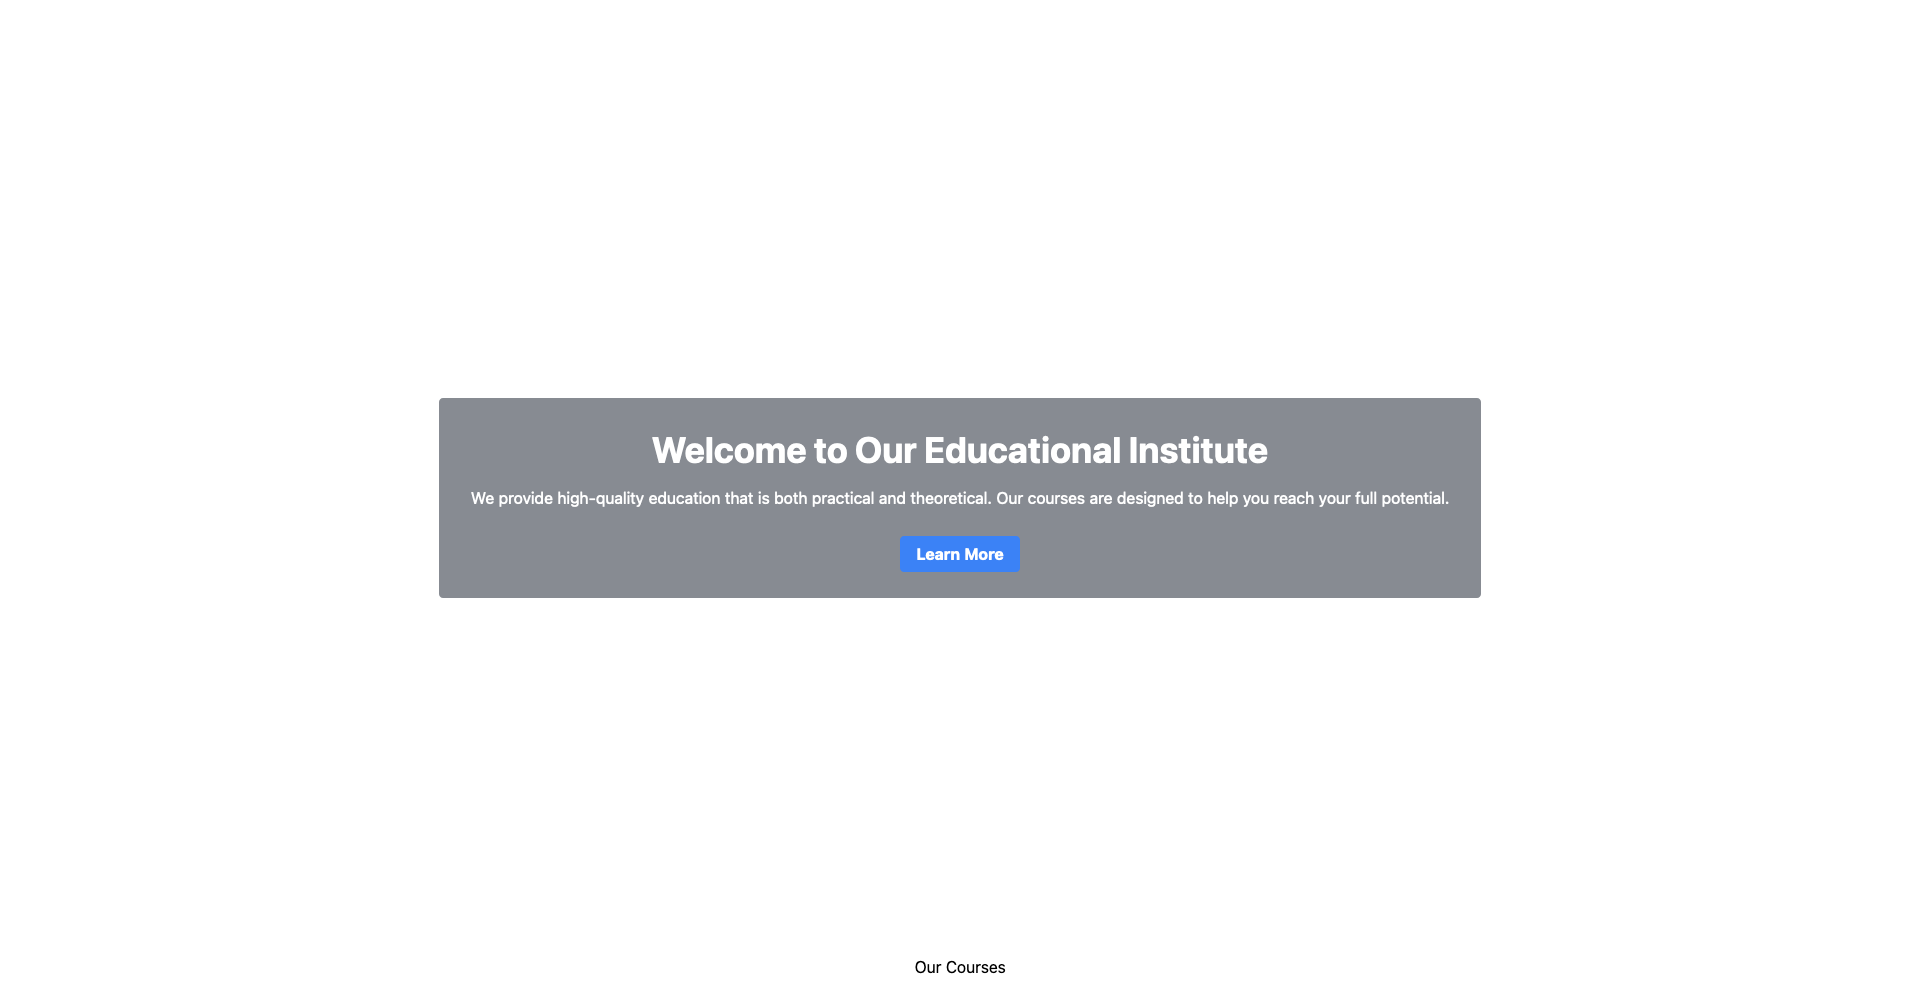 Welcome to Our Educational Institute
We provide high-quality education that is both practical and theoretical. Our courses are designed to help you reach your full potential.
Learn More
Our Courses